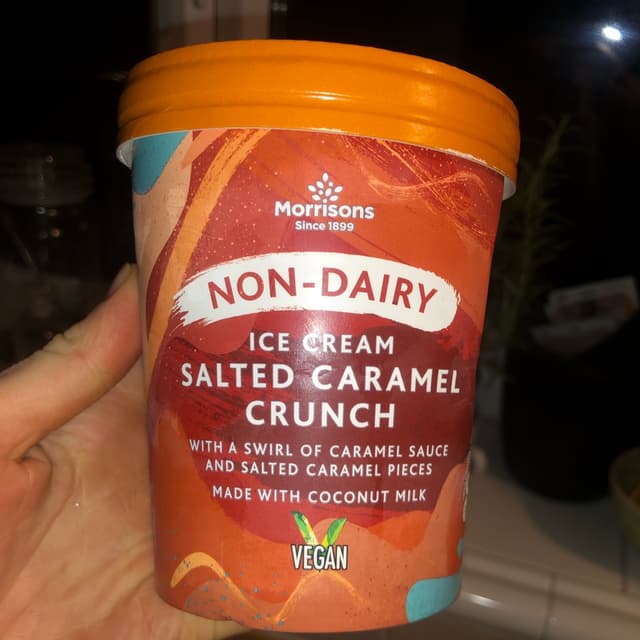 Morrisons
Since 1899
NON-DAIRY
ICE CREAM
SALTED CARAMEL
CRUNCH
WITH A SWIRL OF CARAMEL SAUCE
AND SALTED CARAMEL PIECES
MADE WITH COCONUT MILK
VEGAN